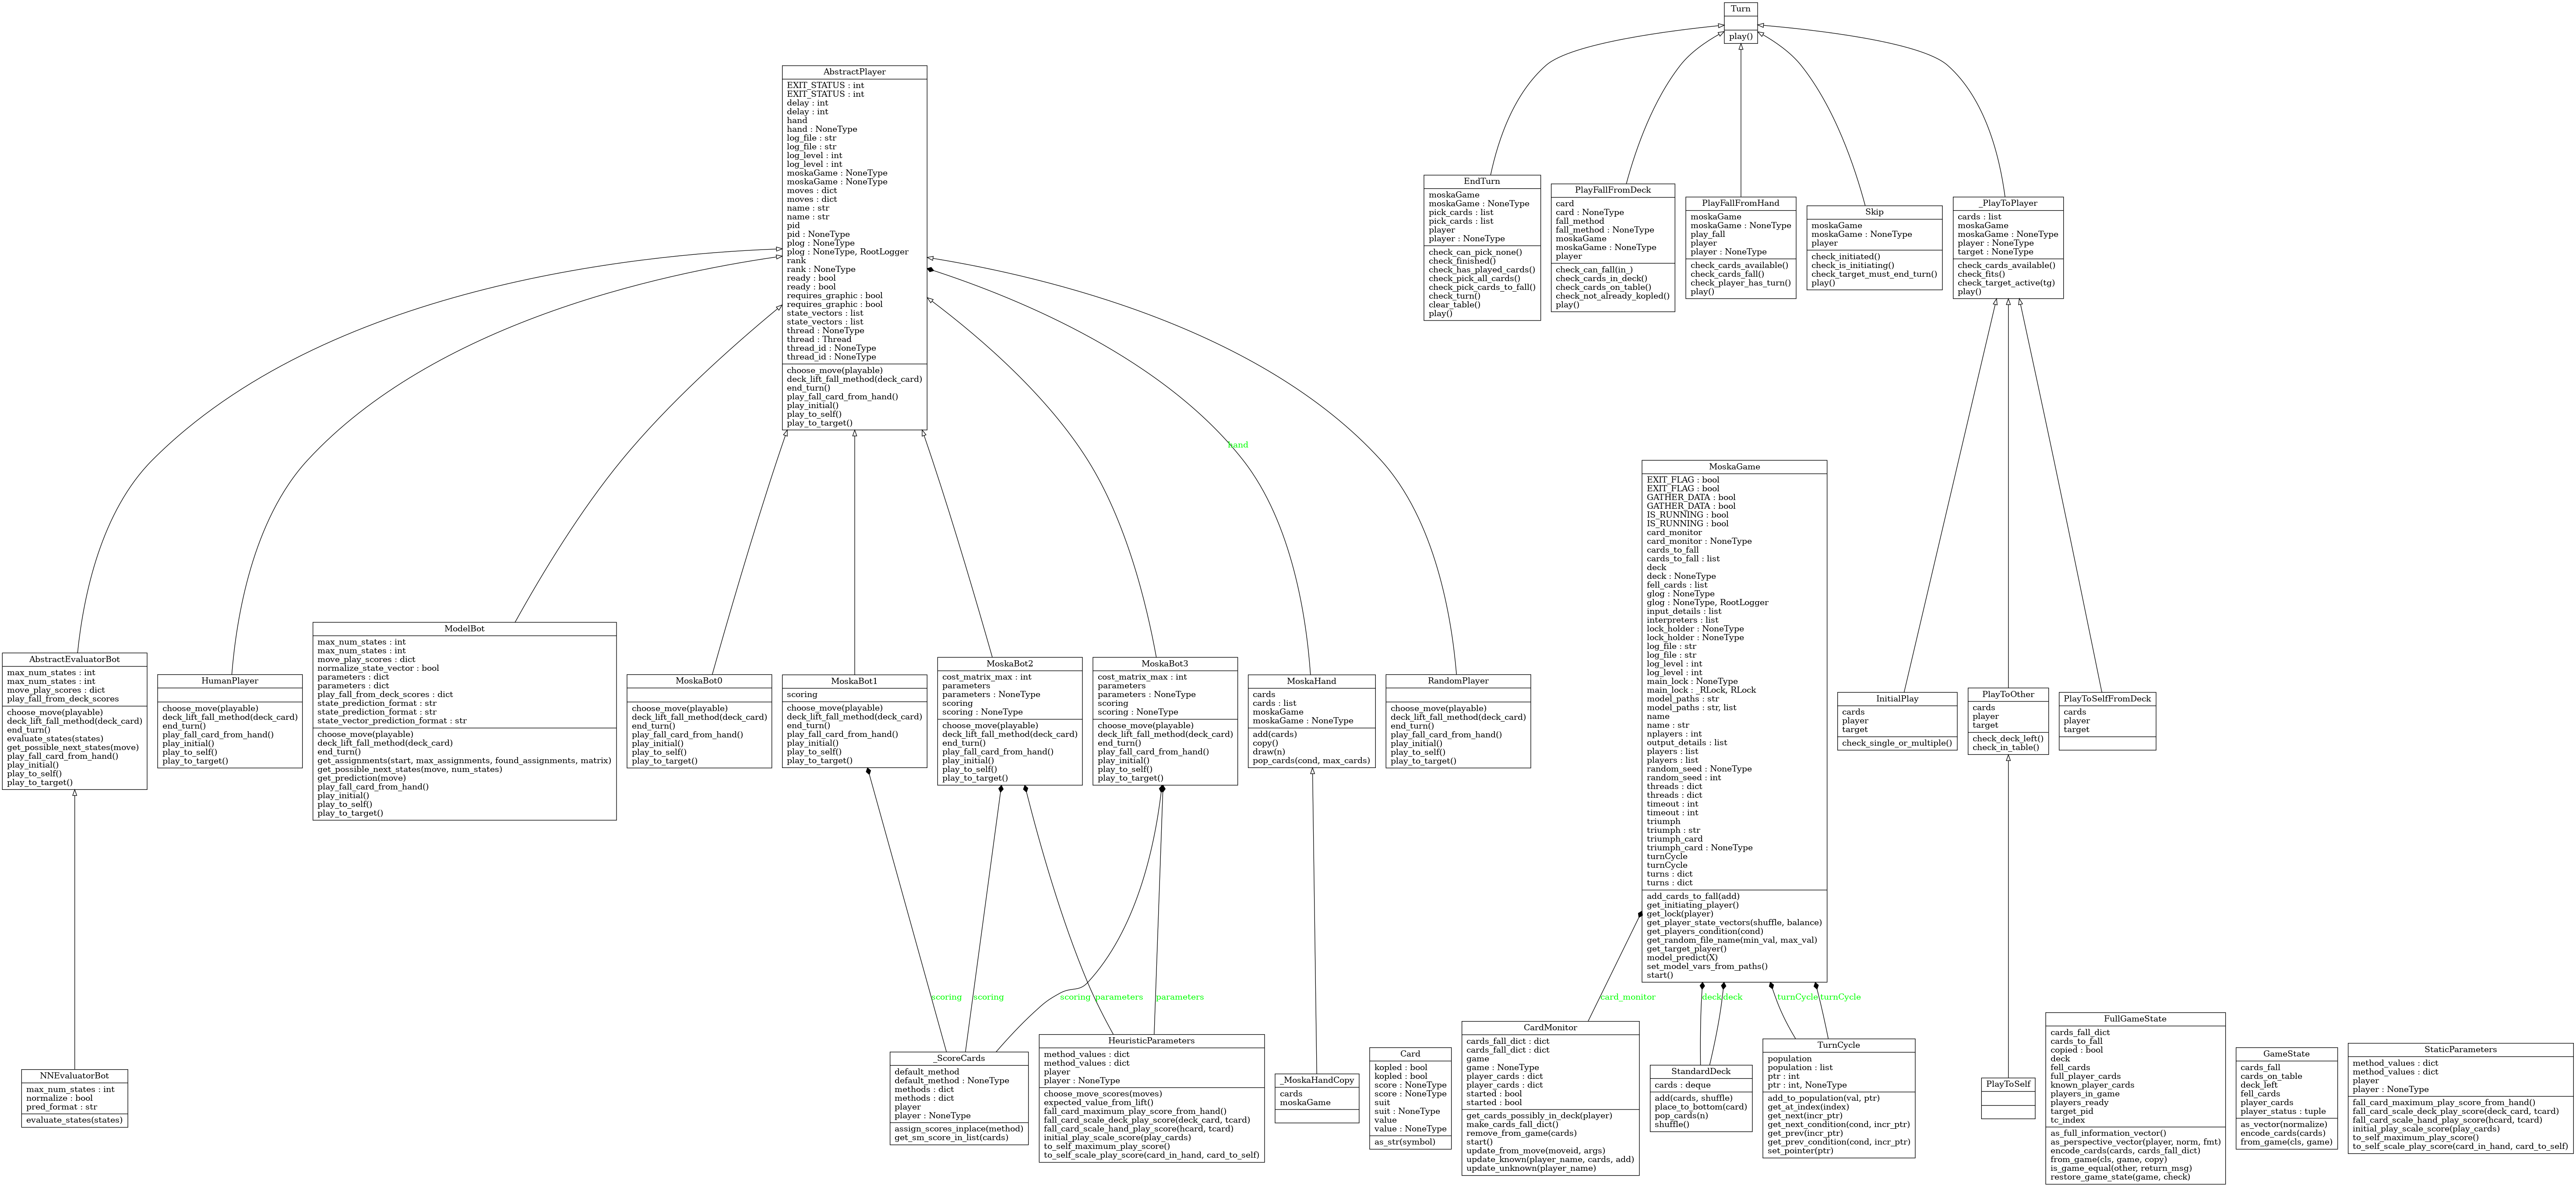 Turn
play()
AbstractPlayer
EXIT_STATUS : int
EXIT_STATUS : int
delay : int
delay : int
hand
hand : NoneType
log_file : str
log_file : str
log_level : int
log_level : int
moskaGame : NoneType
moskaGame : NoneType
moves : dict
moves : dict
name : str
name : str
pid
pid : NoneType
plog : NoneType
plog : NoneType, RootLogger
rank
rank : NoneType
ready : bool
ready : bool
requires_graphic : bool
requires_graphic : bool
state_vectors : list
state_vectors : list
thread : NoneType
thread : Thread
thread_id : NoneType
thread_id : NoneType
choose_move(playable)
deck_lift_fall_method(deck_card)
end_turn()
play_fall_card_from_hand()
play_initial()
play_to_self()
play_to_target()
EndTurn
moskaGame
moskaGame : NoneType
pick_cards : list
pick_cards : list
player
player : NoneType
check_can_pick_none()
check_finished()
check_has_played_cards()
check_pick_all_cards()
check_pick_cards_to_fall()
check_turn()
clear_table()
play()
PlayFallFromDeck
card
card : NoneType
fall_method
fall_method : NoneType
moskaGame
moskaGame : NoneType
player
check_can_fall(in_)
check_cards_in_deck()
check_cards_on_table()
check_not_already_kopled()
play()
PlayFallFromHand
moskaGame
moskaGame : NoneType
play_fall
player
player : NoneType
check_cards_available()
check_cards_fall()
check_player_has_turn()
play()
Skip
moskaGame
moskaGame : NoneType
player
check_initiated()
check_is_initiating()
check_target_must_end_turn()
play()
_PlayToPlayer
cards : list
moskaGame
moskaGame : NoneType
player : NoneType
target : NoneType
check_cards_available()
check_fits()
check_target_active(tg)
play()
hand
MoskaGame
EXIT_FLAG : bool
EXIT_FLAG : bool
GATHER_DATA : bool
GATHER_DATA : bool
IS_RUNNING : bool
IS_RUNNING : bool
card_monitor
card_monitor : NoneType
cards_to_fall
cards_to_fall : list
deck
deck : NoneType
fell_cards : list
glog : NoneType
glog : NoneType, RootLogger
input_details : list
interpreters : list
lock_holder : NoneType
lock_holder : NoneType
log_file : str
log_file : str
log_level : int
log_level : int
main_lock : NoneType
main_lock : _RLock, RLock
model_paths : str
model_paths : str, list
name
name : str
nplayers : int
output_details : list
players : list
players : list
random_seed : NoneType
random_seed : int
threads : dict
threads : dict
timeout : int
timeout : int
triumph
triumph : str
triumph_card
triumph_card : NoneType
turnCycle
turnCycle
turns : dict
turns : dict
add_cards_to_fall(add)
get_initiating_player()
get_lock(player)
get_player_state_vectors(shuffle, balance)
get_players_condition(cond)
get_random_file_name(min_val, max_val)
get_target_player()
model_predict(X)
set_model_vars_from_paths()
start()
AbstractEvaluatorBot
max_num_states : int
max_num_states : int
move_play_scores : dict
play_fall_from_deck_scores
choose_move(playable)
deck_lift_fall_method(deck_card)
end_turn()
evaluate_states(states)
get_possible_next_states(move)
play_fall_card_from_hand()
play_initial()
play_to_self()
play_to_target()
HumanPlayer
choose_move(playable)
deck_lift_fall_method(deck_card)
end_turn()
play_fall_card_from_hand()
play_initial()
play_to_self()
play_to_target()
ModelBot
max_num_states : int
max_num_states : int
move_play_scores : dict
normalize_state_vector : bool
parameters : dict
parameters : dict
play_fall_from_deck_scores : dict
state_prediction_format : str
state_prediction_format : str
state_vector_prediction_format : str
choose_move(playable)
deck_lift_fall_method(deck_card)
end_turn()
get_assignments(start, max_assignments, found_assignments, matrix)
get_possible_next_states(move, num_states)
get_prediction(move)
play_fall_card_from_hand()
play_initial()
play_to_self()
play_to_target()
MoskaBot0
choose_move(playable)
deck_lift_fall_method(deck_card)
end_turn()
play_fall_card_from_hand()
play_initial()
play_to_self()
play_to_target()
MoskaBot1
scoring
choose_move(playable)
deck_lift_fall_method(deck_card)
end_turn()
play_fall_card_from_hand()
play_initial()
play_to_self()
play_to_target()
MoskaBot2
cost_matrix_max : int
parameters
parameters : NoneType
scoring
scoring : NoneType
choose_move(playable)
deck_lift_fall_method(deck_card)
end_turn()
play_fall_card_from_hand()
play_initial()
play_to_self()
play_to_target()
MoskaBot3
cost_matrix_max : int
parameters
parameters : NoneType
scoring
scoring : NoneType
choose_move(playable)
deck_lift_fall_method(deck_card)
end_turn()
play_fall_card_from_hand()
play_initial()
play_to_self()
play_to_target()
MoskaHand
cards
cards : list
moskaGame
moskaGame : NoneType
add(cards)
copy()
draw(n)
pop_cards(cond, max_cards)
RandomPlayer
choose_move(playable)
deck_lift_fall_method(deck_card)
end_turn()
play_fall_card_from_hand()
play_initial()
play_to_self()
play_to_target()
InitialPlay
cards
player
target
check_single_or_multiple()
PlayToOther
cards
player
target
check_deck_left()
check_in_table()
PlayToSelfFromDeck
cards
player
target
scoring
scoring
scoring
parameters
parameters
card_monitor
deck
deck
turnCycle
turnCycle
NNEvaluatorBot
max_num_states : int
normalize : bool
pred_format : str
evaluate_states(states)
_ScoreCards
default_method
default_method : NoneType
methods : dict
methods : dict
player
player : NoneType
assign_scores_inplace(method)
get_sm_score_in_list(cards)
HeuristicParameters
method_values : dict
method_values : dict
player
player : NoneType
choose_move_scores(moves)
expected_value_from_lift()
fall_card_maximum_play_score_from_hand()
fall_card_scale_deck_play_score(deck_card, tcard)
fall_card_scale_hand_play_score(hcard, tcard)
initial_play_scale_score(play_cards)
to_self_maximum_play_score()
to_self_scale_play_score(card_in_hand, card_to_self)
_MoskaHandCopy
cards
moskaGame
Card
kopled : bool
kopled : bool
score : NoneType
score : NoneType
suit
suit : NoneType
value
value : NoneType
as_str(symbol)
CardMonitor
cards_fall_dict : dict
cards_fall_dict : dict
game
game : NoneType
player_cards : dict
player_cards : dict
started : bool
started : bool
get_cards_possibly_in_deck(player)
make_cards_fall_dict()
remove_from_game(cards)
start()
update_from_move(moveid, args)
update_known(player_name, cards, add)
update_unknown(player_name)
StandardDeck
cards : deque
add(cards, shuffle)
place_to_bottom(card)
pop_cards(n)
shuffle()
TurnCycle
population
population : list
ptr : int
ptr : int, NoneType
add_to_population(val, ptr)
get_at_index(index)
get_next(incr_ptr)
get_next_condition(cond, incr_ptr)
get_prev(incr_ptr)
get_prev_condition(cond, incr_ptr)
set_pointer(ptr)
PlayToSelf
FullGameState
cards_fall_dict
cards_to_fall
copied : bool
deck
fell_cards
full_player_cards
known_player_cards
players_in_game
players_ready
target_pid
tc_index
as_full_information_vector()
as_perspective_vector(player, norm, fmt)
encode_cards(cards, cards_fall_dict)
from_game(cls, game, copy)
is_game_equal(other, return_msg)
restore_game_state(game, check)
GameState
cards_fall
cards_on_table
deck_left
fell_cards
player_cards
player_status : tuple
as_vector(normalize)
encode_cards(cards)
from_game(cls, game)
StaticParameters
method_values : dict
method_values : dict
player
player : NoneType
fall_card_maximum_play_score_from_hand()
fall_card_scale_deck_play_score(deck_card, tcard)
fall_card_scale_hand_play_score(hcard, tcard)
initial_play_scale_score(play_cards)
to_self_maximum_play_score()
to_self_scale_play_score(card_in_hand, card_to_self)